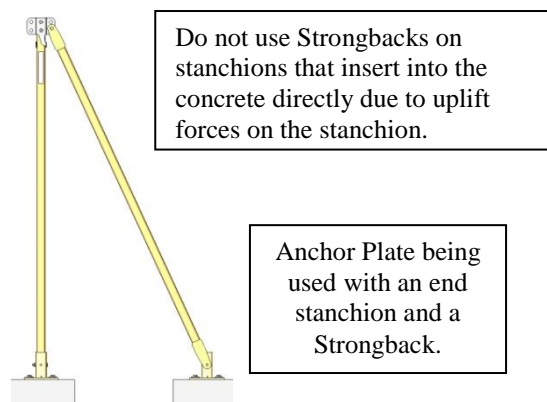 Do not use Strongbacks on
stanchions that insert into the
concrete directly due to uplift
forces on the stanchion.
Anchor Plate being
used with an end
stanchion and a
Strongback.